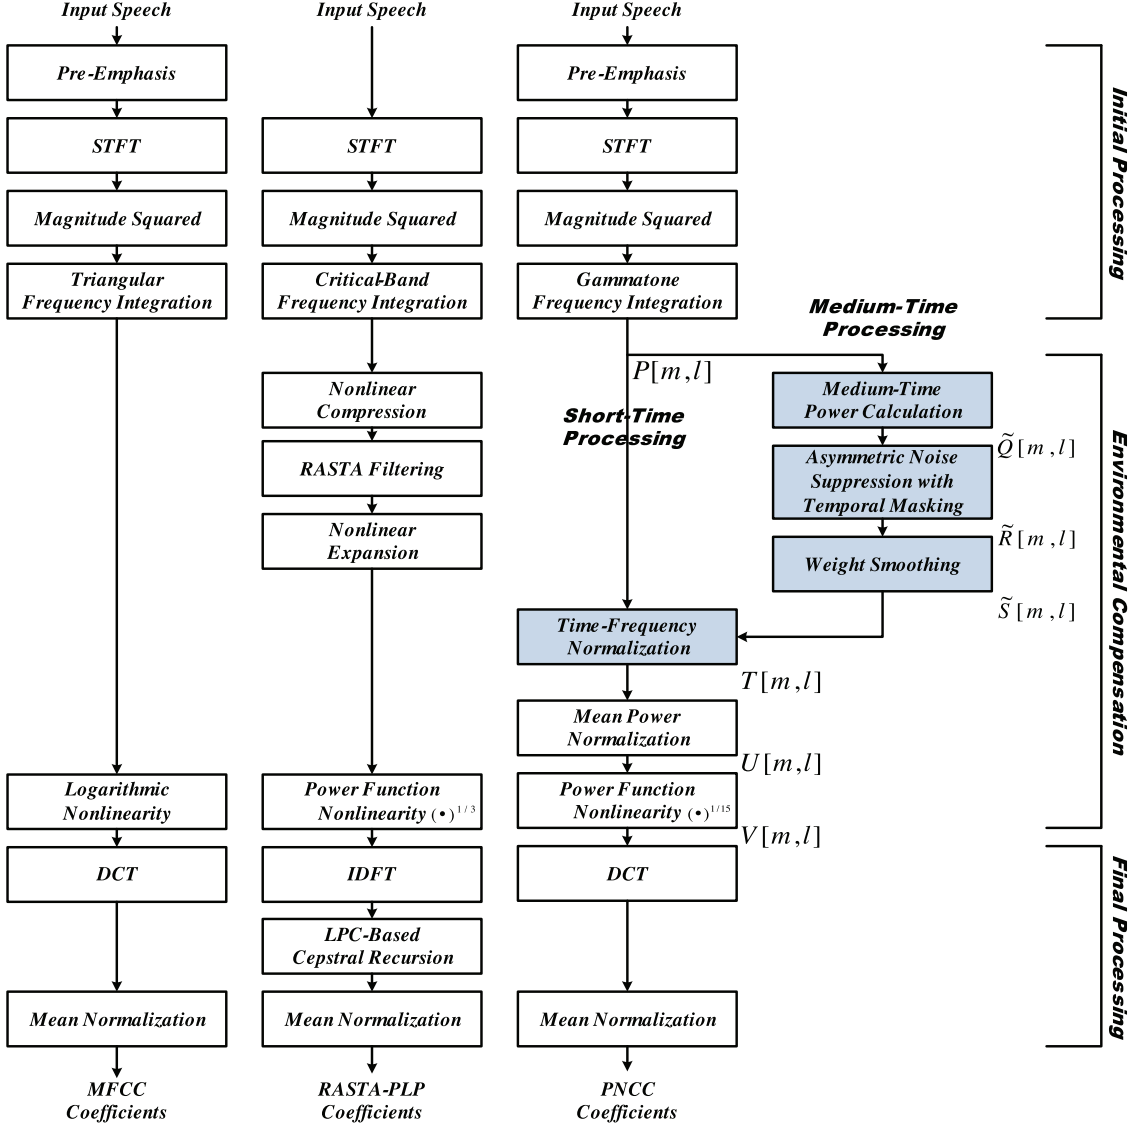 Input Speech
Pre-Emphasis
STFT
Magnitude Squared
Triangular
Frequency Integration
Logarithmic
Nonlinearity
DCT
Mean Normalization
MFCC
Coefficients
Input Speech
STFT
Magnitude Squared
Critical-Band
Frequency Integration
Nonlinear
Compression
RASTA Filtering
Nonlinear
Expansion
Power Function
Nonlinearity (•)^{1/3}
IDFT
LPC-Based
Cepstral Recursion
Mean Normalization
RASTA-PLP
Coefficients
Input Speech
Pre-Emphasis
STFT
Magnitude Squared
Gammatone
Frequency Integration
P[m,l]
Short-Time
Processing
Medium-Time
Processing
Medium-Time
Power Calculation
Q̃[m,l]
Asymmetric Noise
Suppression with
Temporal Masking
R̃[m,l]
Weight Smoothing
S̃[m,l]
Time-Frequency
Normalization
T[m,l]
Mean Power
Normalization
U[m,l]
Power Function
Nonlinearity (•)^{1/15}
V[m,l]
DCT
Mean Normalization
PNCC
Coefficients
Initial Processing
Environmental Compensation
Final Processing